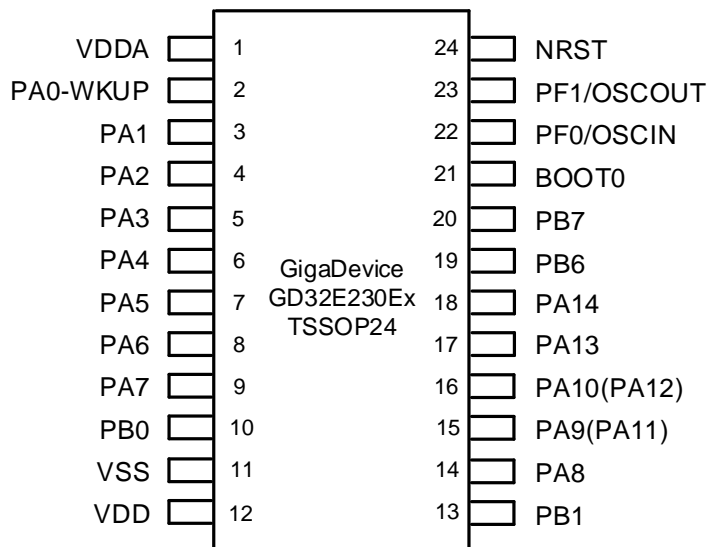 VDDA 1 24 NRST
PA0-WKUP 2 23 PF1/OSCOUT
PA1 3 22 PF0/OSCIN
PA2 4 21 BOOT0
PA3 5 20 PB7
PA4 6 19 PB6
GigaDevice
PA5 7 GD32E230Ex 18 PA14
TSSOP24
PA6 8 17 PA13
PA7 9 16 PA10(PA12)
PB0 10 15 PA9(PA11)
VSS 11 14 PA8
VDD 12 13 PB1